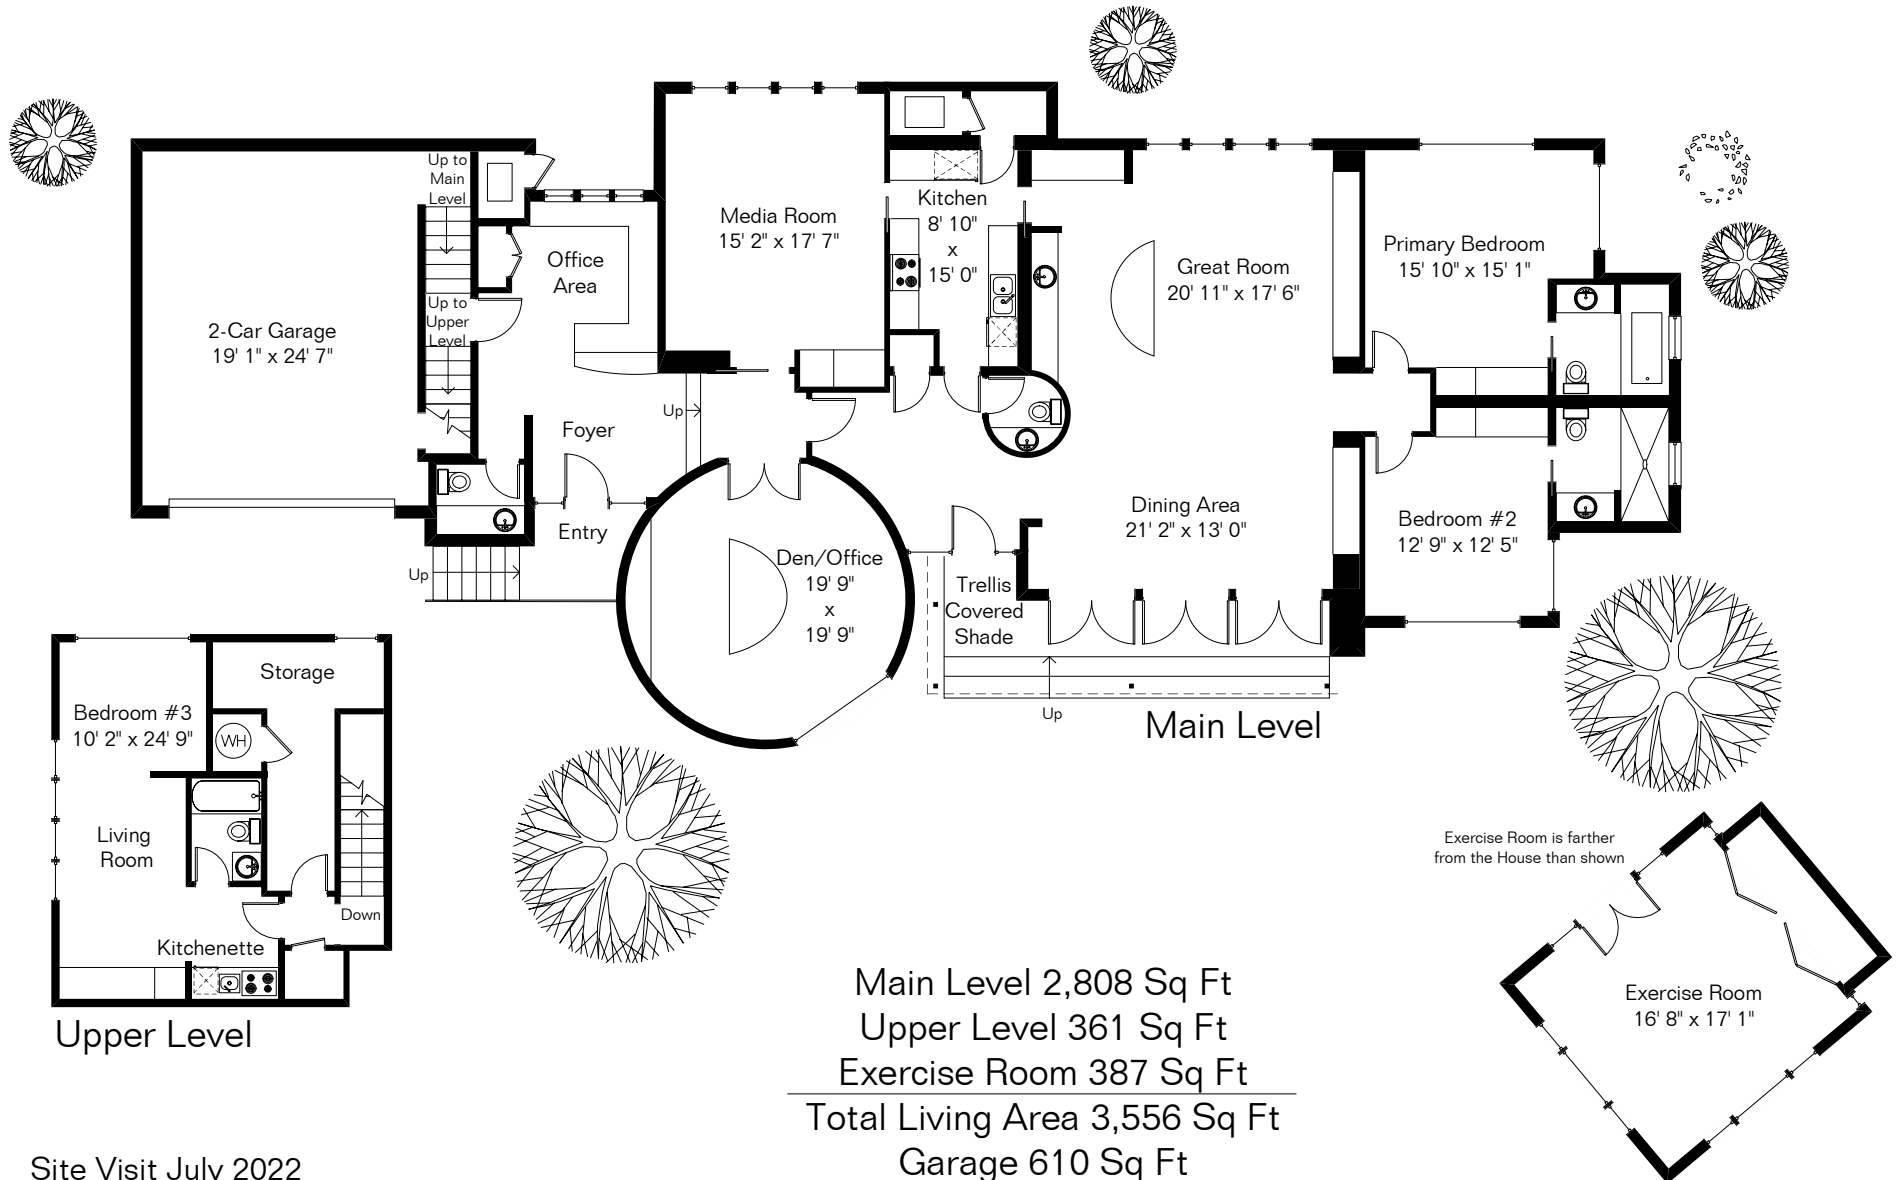 Up to
Main
Level
Up to
Upper
Level
2-Car Garage
19' 1" x 24' 7"
Office
Area
Foyer
Entry
Up
Up
Media Room
15' 2" x 17' 7"
Kitchen
8' 10"
x
15' 0"
Great Room
20' 11" x 17' 6"
Primary Bedroom
15' 10" x 15' 1"
Dining Area
21' 2" x 13' 0"
Bedroom #2
12' 9" x 12' 5"
Den/Office
19' 9"
x
19' 9"
Trellis
Covered
Shade
Up
Main Level
Storage
Bedroom #3
10' 2" x 24' 9"
WH
Living
Room
Down
Kitchenette
Upper Level
Exercise Room is farther
from the House than shown
Exercise Room
16' 8" x 17' 1"
Main Level 2,808 Sq Ft
Upper Level 361 Sq Ft
Exercise Room 387 Sq Ft
Total Living Area 3,556 Sq Ft
Garage 610 Sq Ft
Site Visit July 2022